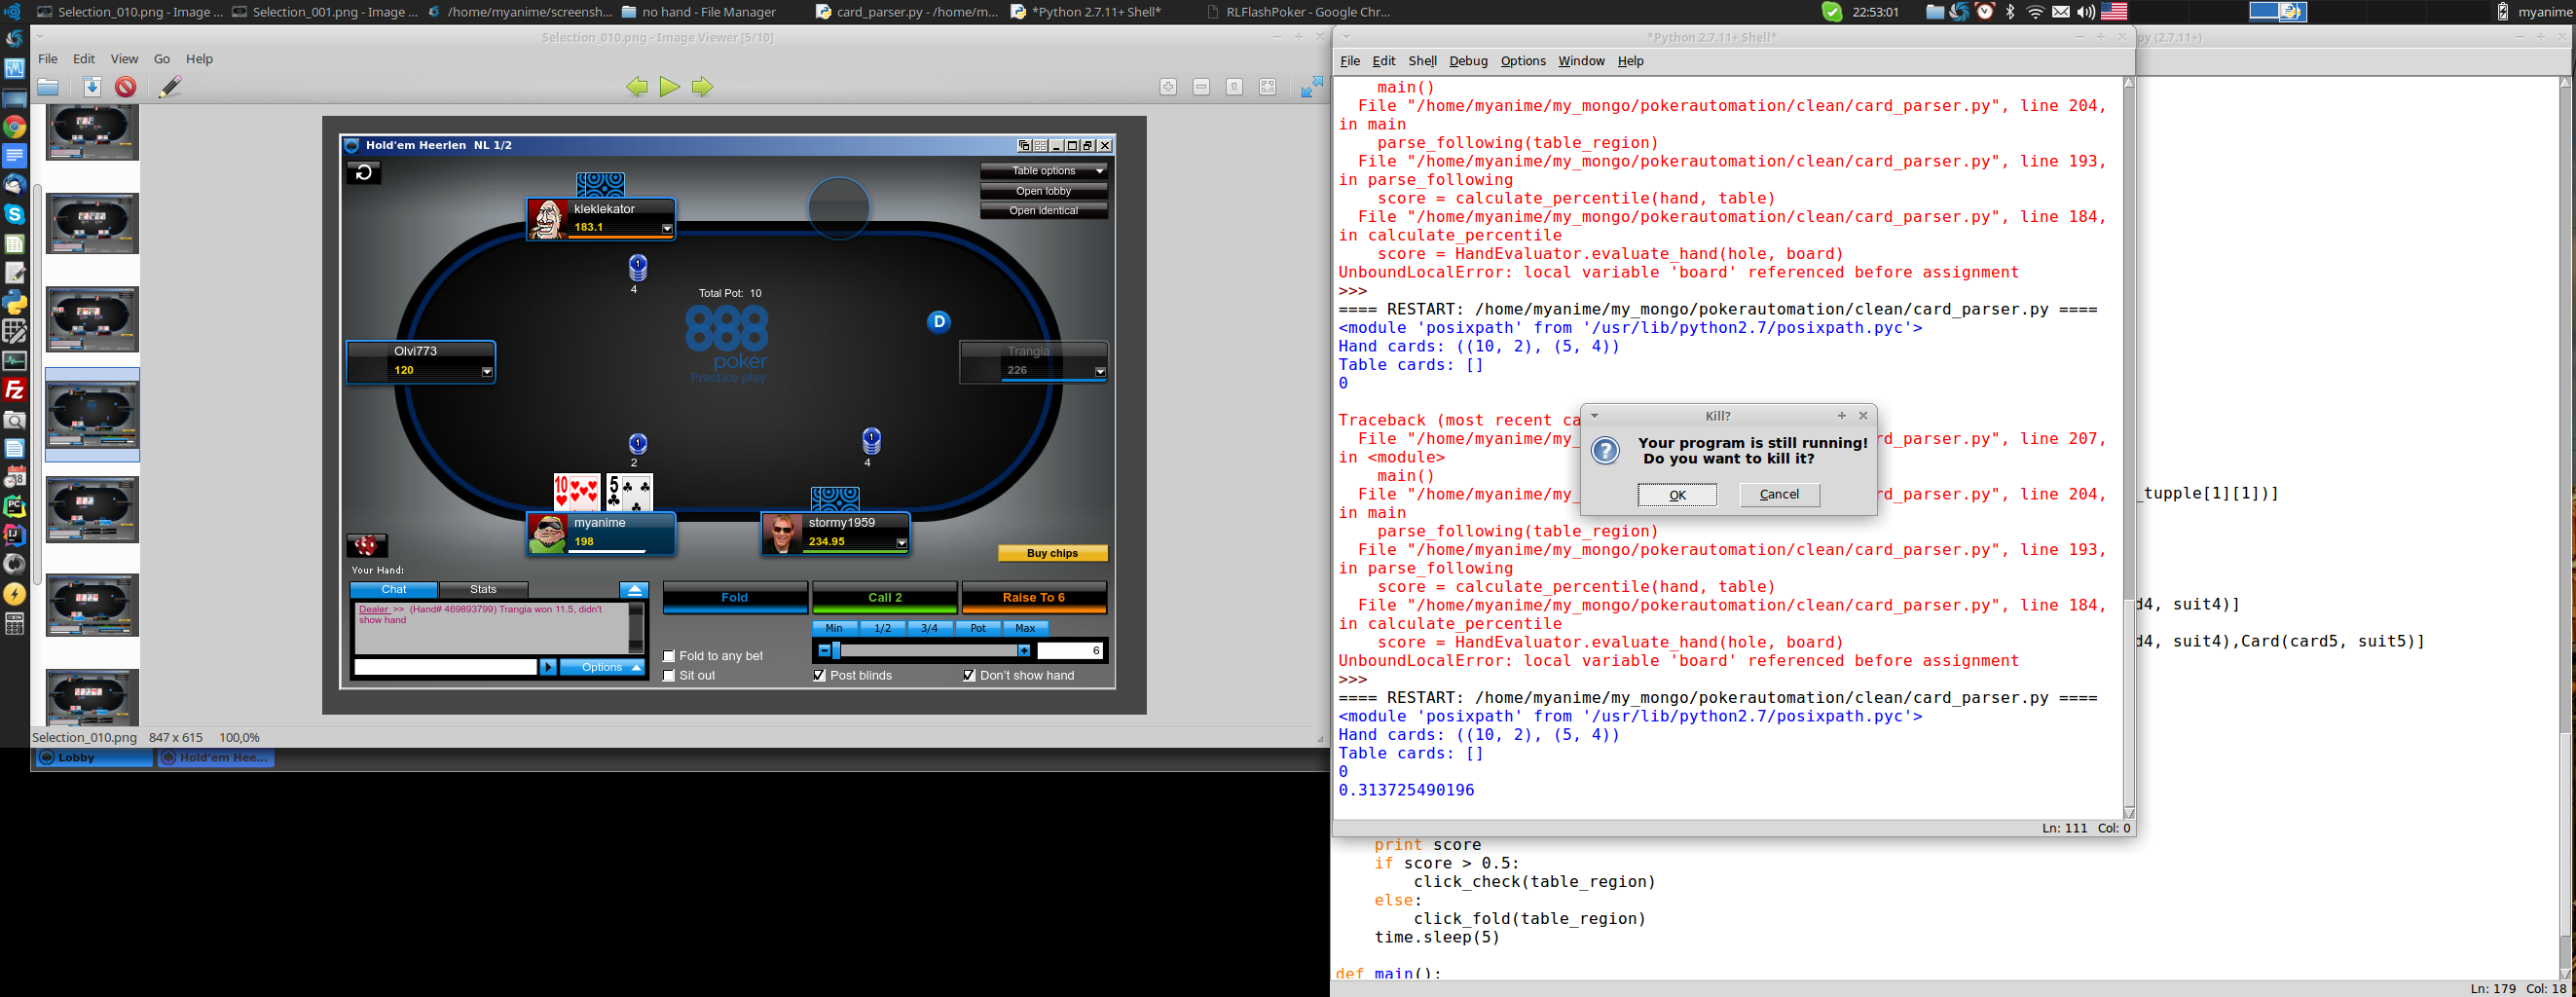 Selection_010.png - Image ...
Selection_001.png - Image ...
/home/myanime/screensh...
no hand - File Manager
card_parser.py - /home/m...
*Python 2.7.11+ Shell*
RLFlashPoker - Google Chr...
22:53:01
myanime
Selection_010.png - Image Viewer [5/10]
File Edit View Go Help
Hold'em Heerlen NL 1/2
Table options
Open lobby
Open identical
kleklekator
183.1
1
4
Total Pot: 10
888
poker
Practice play
D
Olvi773
120
Trangia
226
1
2
1
4
10
5
myanime
198
stormy1959
234.95
Buy chips
Your Hand:
Chat
Stats
Dealer >> (Hand# 469893799) Trangia won 11.5, didn't
show hand
Options
Fold
Call 2
Raise To 6
Min 1/2 3/4 Pot Max
6
Fold to any bet
Sit out
Post blinds
Don't show hand
Selection_010.png 847 x 615 100,0%
Lobby
Hold'em Hee...
*Python 2.7.11+ Shell*
py (2.7.11+)
File Edit Shell Debug Options Window Help
main()
File "/home/myanime/my_mongo/pokerautomation/clean/card_parser.py", line 204,
in main
parse_following(table_region)
File "/home/myanime/my_mongo/pokerautomation/clean/card_parser.py", line 193,
in parse_following
score = calculate_percentile(hand, table)
File "/home/myanime/my_mongo/pokerautomation/clean/card_parser.py", line 184,
in calculate_percentile
score = HandEvaluator.evaluate_hand(hole, board)
UnboundLocalError: local variable 'board' referenced before assignment
>>>
==== RESTART: /home/myanime/my_mongo/pokerautomation/clean/card_parser.py ====
<module 'posixpath' from '/usr/lib/python2.7/posixpath.pyc'>
Hand cards: ((10, 2), (5, 4))
Table cards: []
0
Traceback (most recent ca
File "/home/myanime/my_ rd_parser.py", line 207,
in <module>
main()
File "/home/myanime/my_ rd_parser.py", line 204,
in main
parse_following(table_region)
File "/home/myanime/my_mongo/pokerautomation/clean/card_parser.py", line 193,
in parse_following
score = calculate_percentile(hand, table)
File "/home/myanime/my_mongo/pokerautomation/clean/card_parser.py", line 184,
in calculate_percentile
score = HandEvaluator.evaluate_hand(hole, board)
UnboundLocalError: local variable 'board' referenced before assignment
>>>
==== RESTART: /home/myanime/my_mongo/pokerautomation/clean/card_parser.py ====
<module 'posixpath' from '/usr/lib/python2.7/posixpath.pyc'>
Hand cards: ((10, 2), (5, 4))
Table cards: []
0
0.313725490196
Ln: 111 Col: 0
Kill?
Your program is still running!
Do you want to kill it?
OK
Cancel
_tupple[1][1])]
d4, suit4)]
d4, suit4),Card(card5, suit5)]
print score
if score > 0.5:
click_check(table_region)
else:
click_fold(table_region)
time.sleep(5)
def main():
Ln: 179 Col: 18